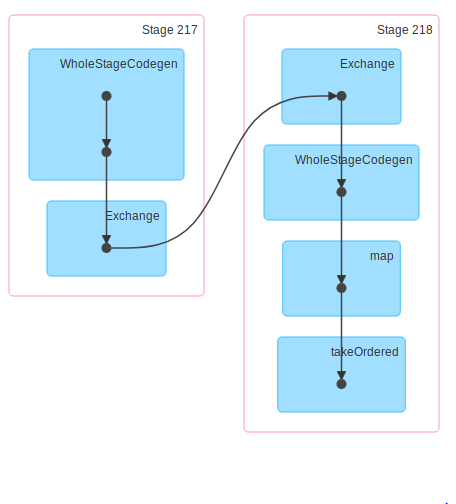 Stage 217
WholeStageCodegen
Exchange
Stage 218
Exchange
WholeStageCodegen
map
takeOrdered